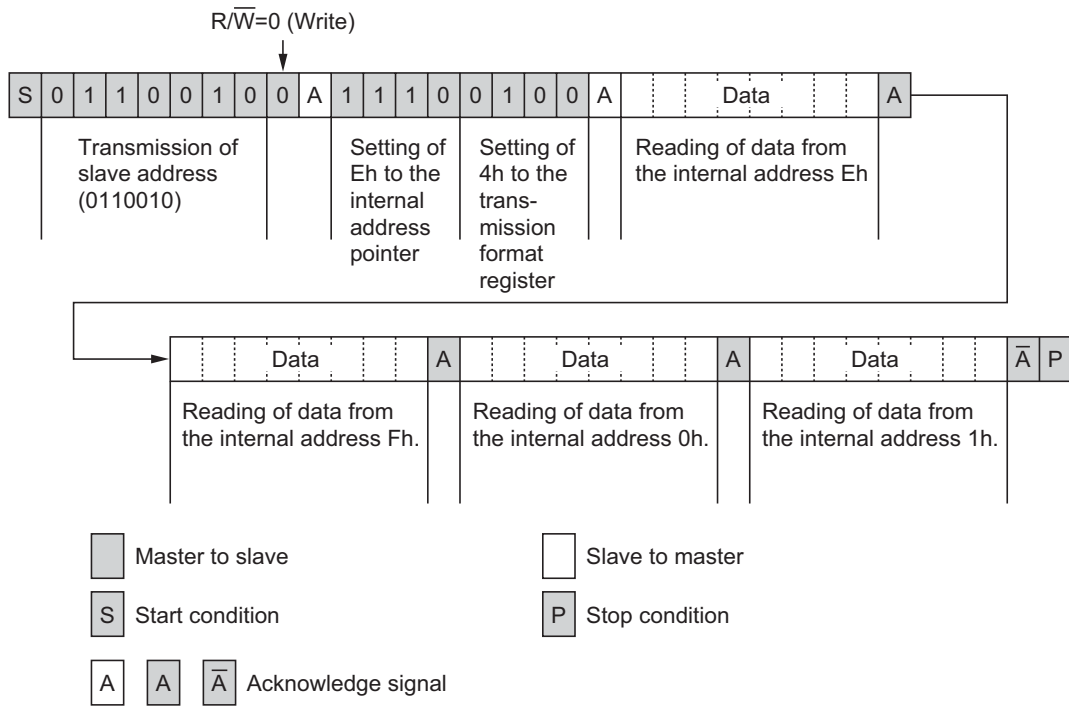 R/W̅=0 (Write)
S 0 1 1 0 0 1 0 0 A 1 1 1 0 0 1 0 0 A Data A
Transmission of
slave address
(0110010)
Setting of
Eh to the
internal
address
pointer
Setting of
4h to the
trans-
mission
format
register
Reading of data from
the internal address Eh
Data A Data A Data A̅ P
Reading of data from
the internal address Fh.
Reading of data from
the internal address 0h.
Reading of data from
the internal address 1h.
Master to slave
Slave to master
S Start condition
P Stop condition
A A A̅ Acknowledge signal